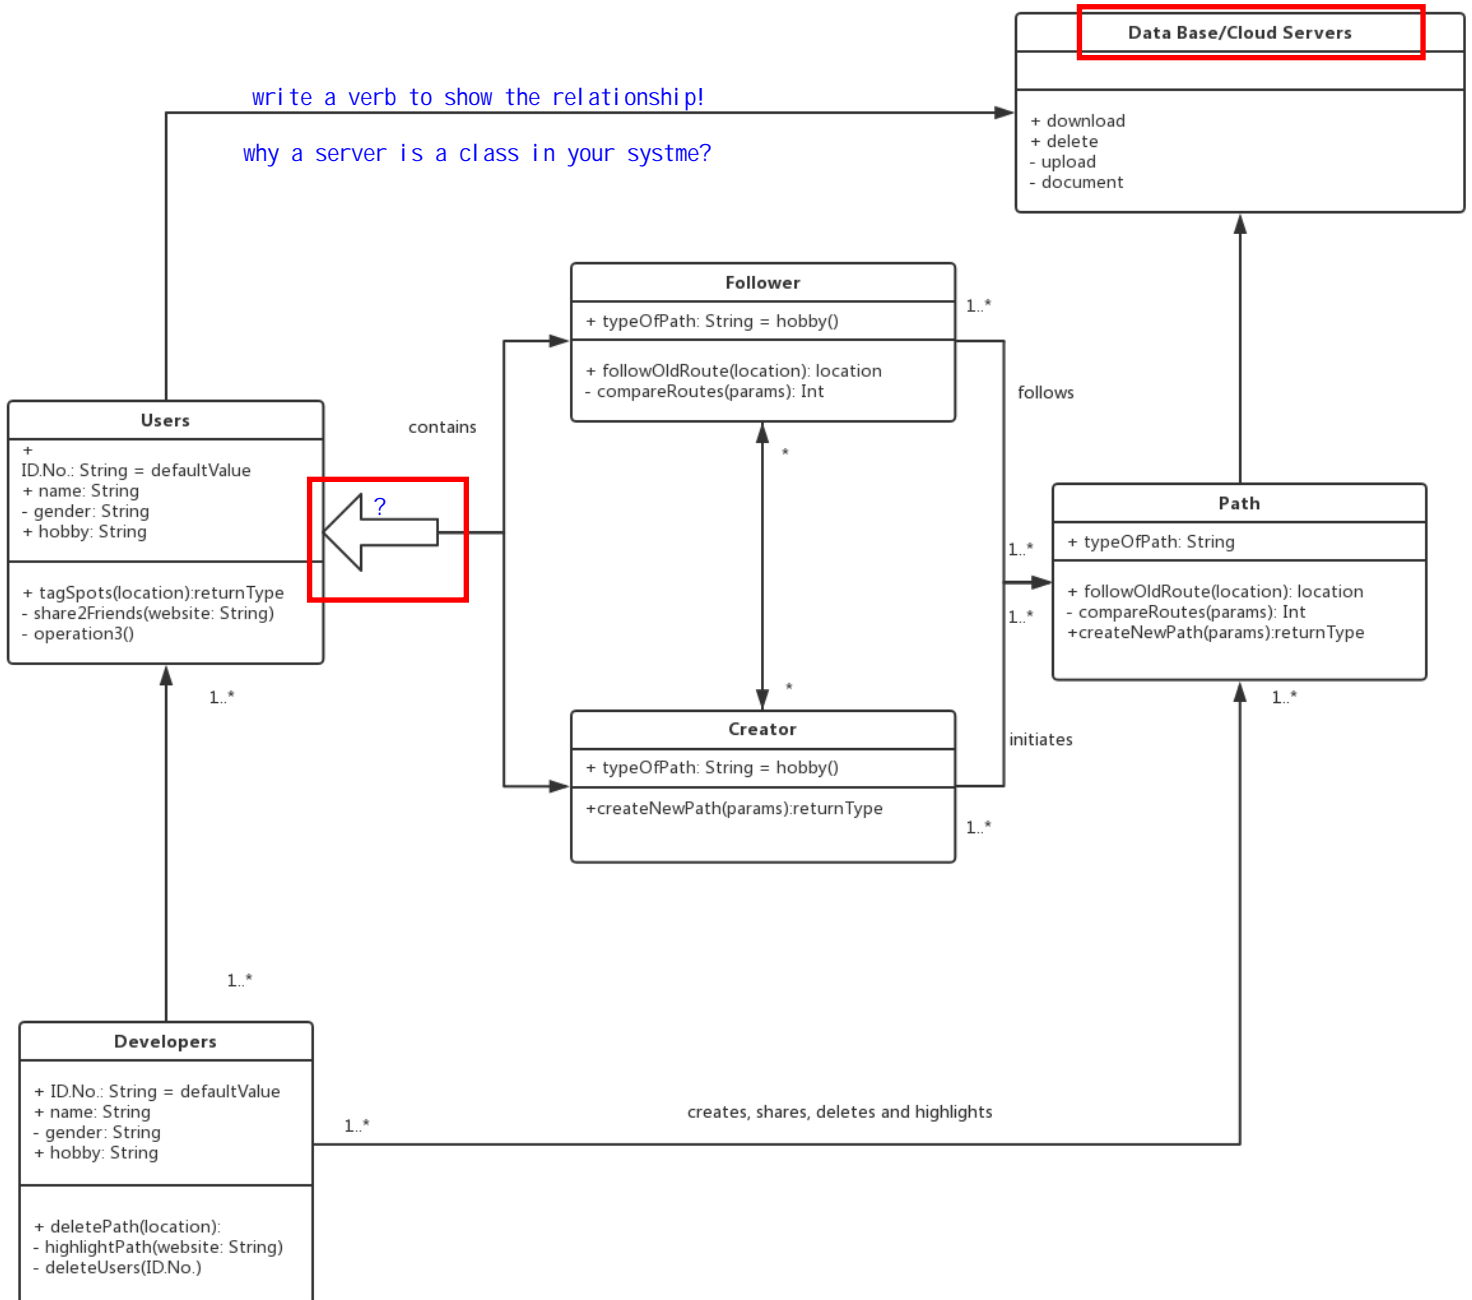 Data Base/Cloud Servers
+ download
+ delete
- upload
- document
write a verb to show the relationship!
why a server is a class in your systme?
Follower
+ typeOfPath: String = hobby()
+ followOldRoute(location): location
- compareRoutes(params): Int
1..*
follows
contains
Users
+
ID.No.: String = defaultValue
+ name: String
- gender: String
+ hobby: String
+ tagSpots(location):returnType
- share2Friends(website: String)
- operation3()
?
*
*
Path
+ typeOfPath: String
+ followOldRoute(location): location
- compareRoutes(params): Int
+createNewPath(params):returnType
1..*
1..*
1..*
1..*
Creator
+ typeOfPath: String = hobby()
+createNewPath(params):returnType
initiates
1..*
1..*
Developers
+ ID.No.: String = defaultValue
+ name: String
- gender: String
+ hobby: String
+ deletePath(location):
- highlightPath(website: String)
- deleteUsers(ID.No.)
1..*
creates, shares, deletes and highlights